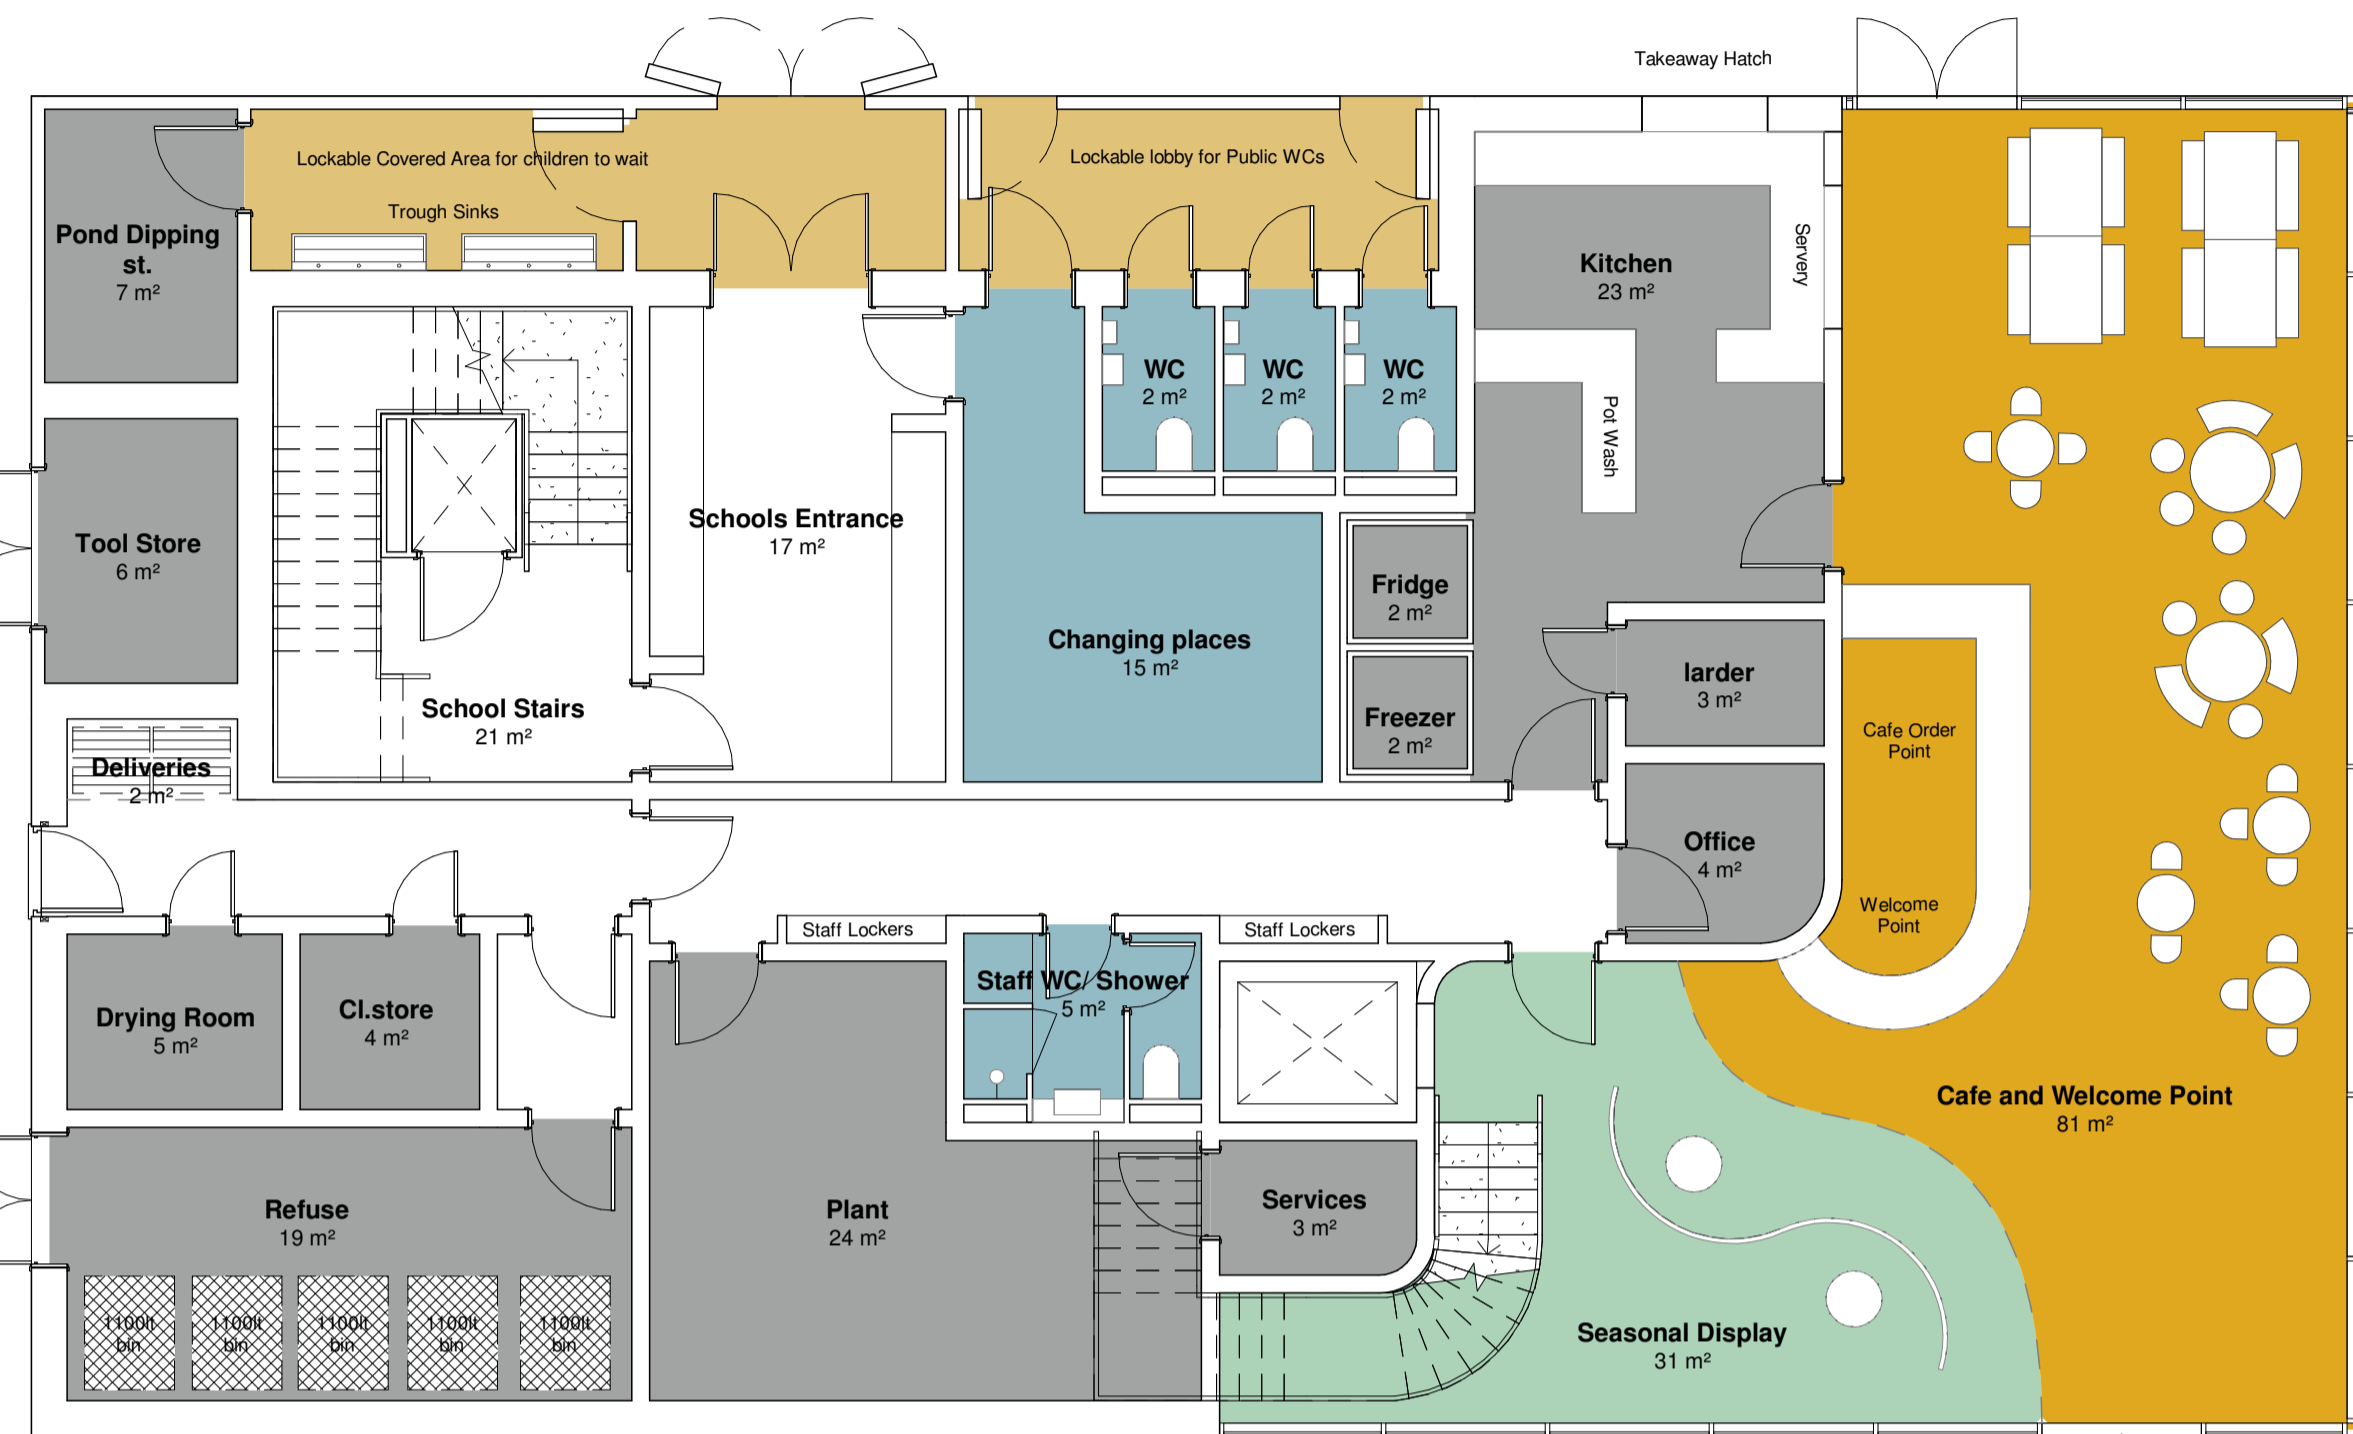 Takeaway Hatch
Lockable Covered Area for children to wait
Trough Sinks
Lockable lobby for Public WCs
Pond Dipping
st.
7 m²
Kitchen
23 m²
Servery
WC
2 m²
WC
2 m²
WC
2 m²
Pot Wash
Schools Entrance
17 m²
Tool Store
6 m²
Fridge
2 m²
Changing places
15 m²
larder
3 m²
School Stairs
21 m²
Freezer
2 m²
Cafe Order
Point
Deliveries
2 m²
Office
4 m²
Welcome
Point
Staff Lockers
Staff Lockers
Staff WC/ Shower
5 m²
Drying Room
5 m²
Cl.store
4 m²
Cafe and Welcome Point
81 m²
Refuse
19 m²
Plant
24 m²
Services
3 m²
1100lt
bin
1100lt
bin
1100lt
bin
1100lt
bin
1100lt
bin
Seasonal Display
31 m²